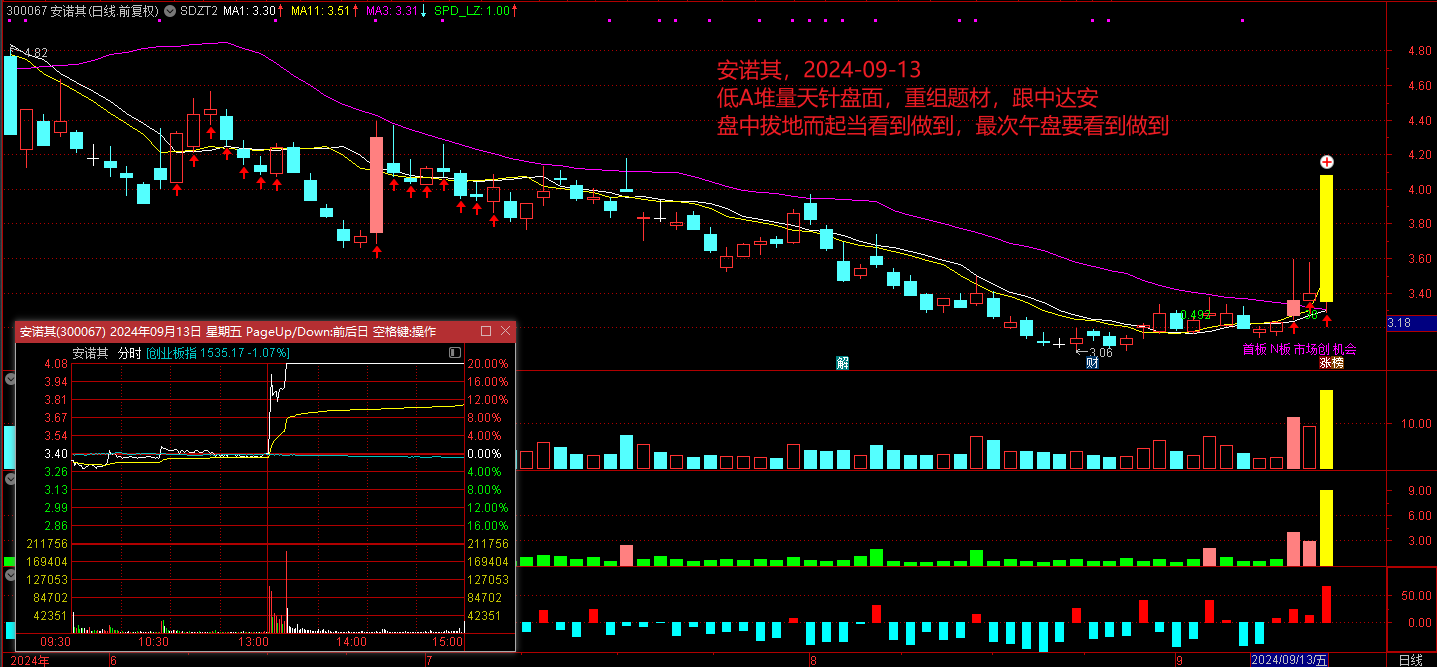 300067 安诺其(日线.前复权) SDZT2 MA1: 3.30↑ MA11: 3.51↑ MA3: 3.31↓ SPD_LZ: 1.00↑
4.82
4.80
4.60
4.40
4.20
4.00
3.80
3.60
3.40
3.18
安诺其，2024-09-13
低A堆量天针盘面，重组题材，跟中达安
盘中拔地而起当看到做到，最次午盘要看到做到
0.492
←3.06
首板 N板 市场创机会
解
财
涨榜
安诺其(300067) 2024年09月13日 星期五 PageUp/Down:前后日 空格键:操作
安诺其 分时 [创业板指 1535.17 -1.07%]
4.08 20.00%
3.94 16.00%
3.81 12.00%
3.67 8.00%
3.54 4.00%
3.40 0.00%
3.26 4.00%
3.13 8.00%
2.99 12.00%
2.86 16.00%
211756 211756
169404 169404
127053 127053
84702 84702
42351 42351
09:30 10:30 13:00 14:00 15:00
10.00
9.00
6.00
3.00
50.00
0.00
2024年 6 7 8 9 2024/09/13/五 日线